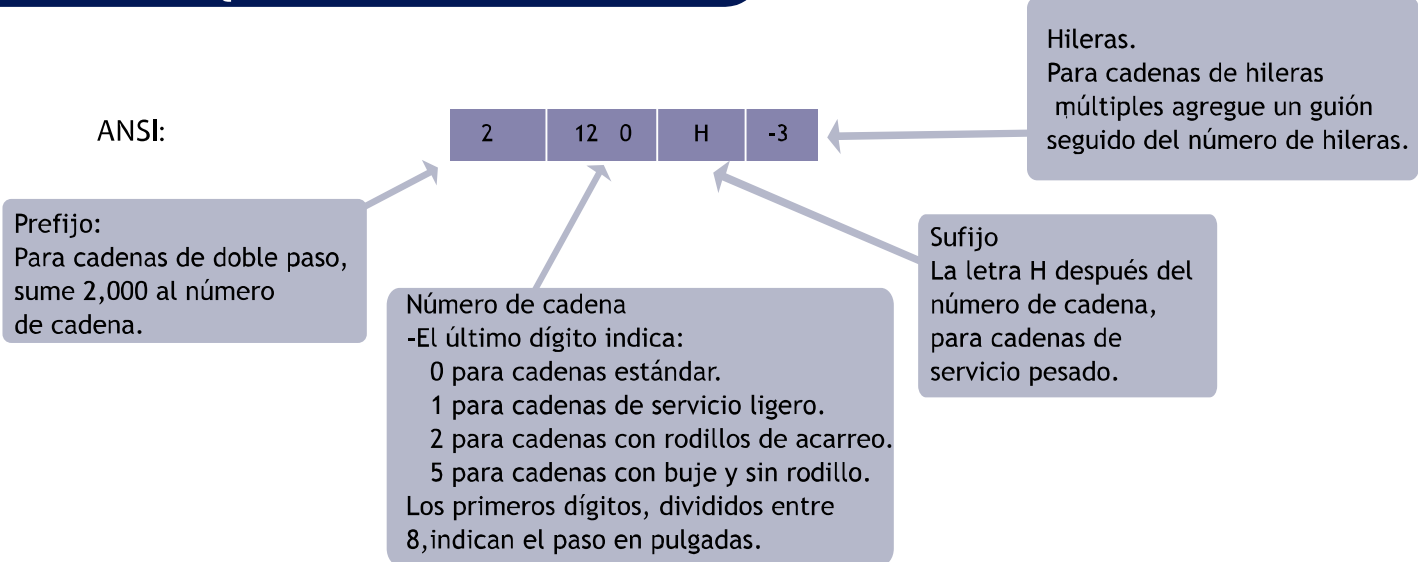 Hileras.
Para cadenas de hileras
múltiples agregue un guión
seguido del número de hileras.
ANSI:
2 12 0 H -3
Prefijo:
Para cadenas de doble paso,
sume 2,000 al número
de cadena.
Sufijo
La letra H después del
número de cadena,
para cadenas de
servicio pesado.
Número de cadena
-El último dígito indica:
0 para cadenas estándar.
1 para cadenas de servicio ligero.
2 para cadenas con rodillos de acarreo.
5 para cadenas con buje y sin rodillo.
Los primeros dígitos, divididos entre
8,indican el paso en pulgadas.